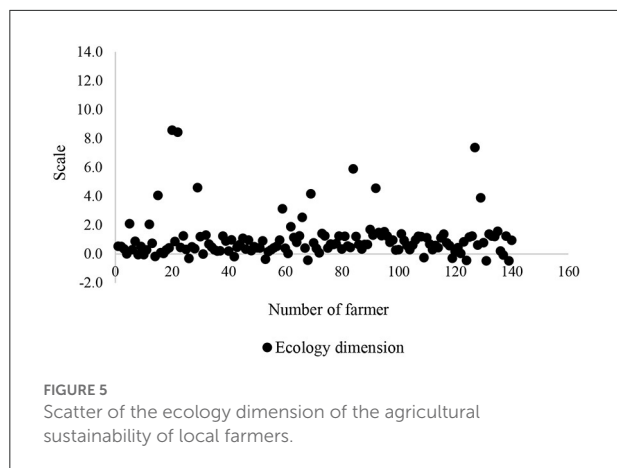 14.0
12.0
10.0
8.0
6.0
4.0
2.0
0.0
-2.0
Scale
0 20 40 60 80 100 120 140 160
Number of farmer
Ecology dimension
FIGURE 5
Scatter of the ecology dimension of the agricultural
sustainability of local farmers.